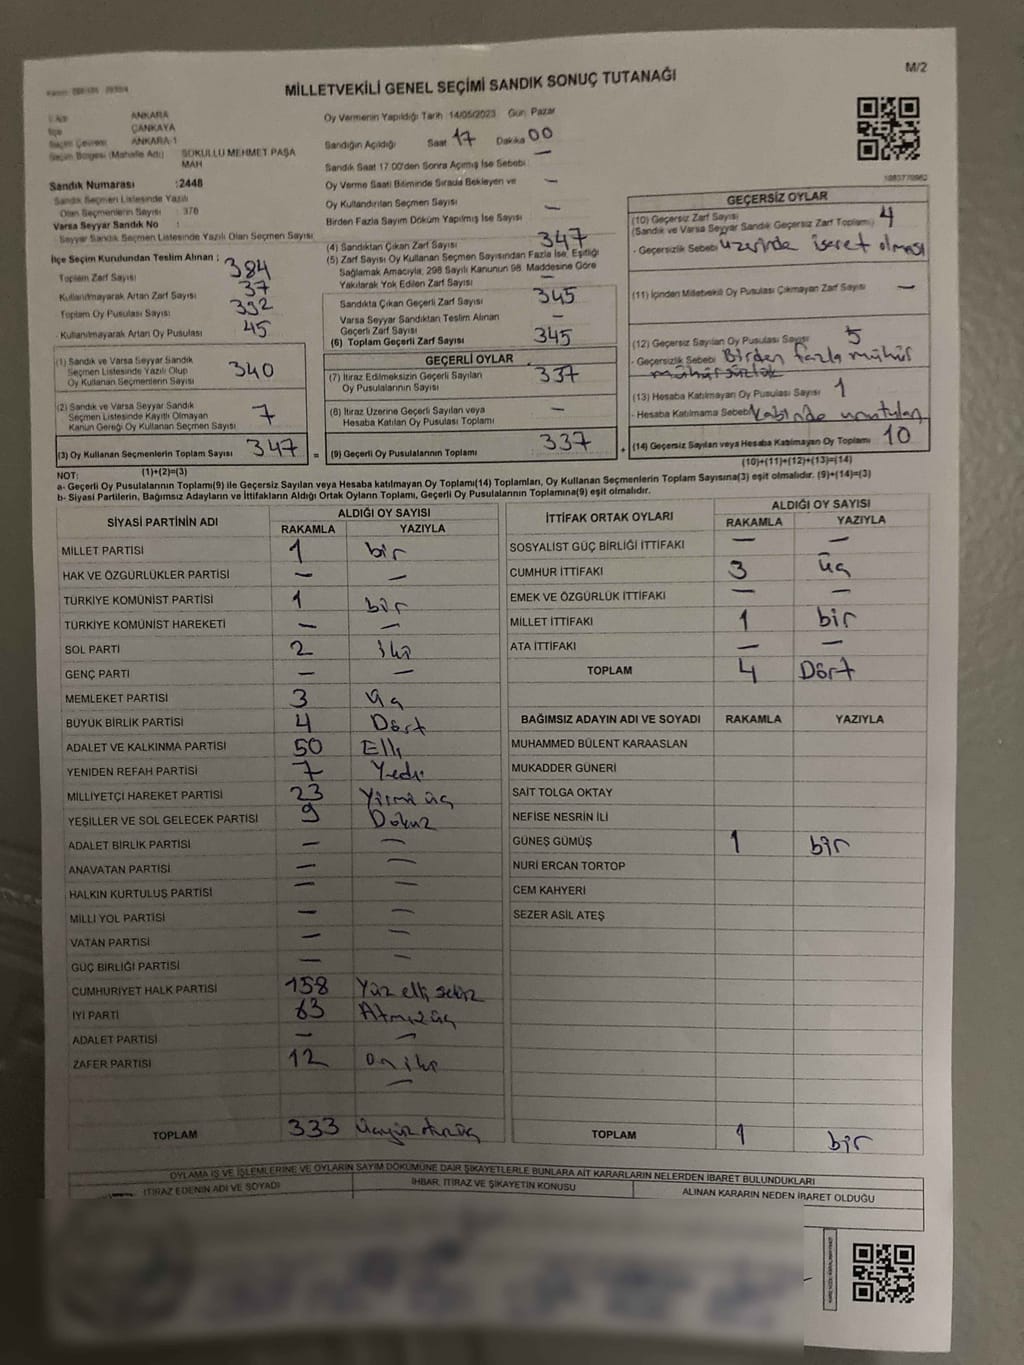 M/2
MİLLETVEKİLİ GENEL SEÇİMİ SANDIK SONUÇ TUTANAĞI
ANKARA
ÇANKAYA
Seçim Çevresi ANKARA-1
Seçim Bölgesi (Mahalle Adı) SOKULLU MEHMET PAŞA MAH
Sandık Numarası :2448
Sandık Seçmen Listesinde Yazılı
Olan Seçmenlerin Sayısı : 376
Varsa Seyyar Sandık No :
Seyyar Sandık Seçmen Listesinde Yazılı Olan Seçmen Sayısı
İlçe Seçim Kurulundan Teslim Alınan :
Toplam Zarf Sayısı 384
Kullanılmayarak Artan Zarf Sayısı 37
Toplam Oy Pusulası Sayısı 392
Kullanılmayarak Artan Oy Pusulası 45
(1) Sandık ve Varsa Seyyar Sandık
Seçmen Listesinde Yazılı Olup
Oy Kullanan Seçmenlerin Sayısı 340
(2) Sandık ve Varsa Seyyar Sandık
Seçmen Listesinde Kayıtlı Olmayan
Kanun Gereği Oy Kullanan Seçmen Sayısı 7
(3) Oy Kullanan Seçmenlerin Toplam Sayısı 347 =
Oy Vermenin Yapıldığı Tarih 14/05/2023 Gün Pazar
Sandığın Açıldığı Saat 17 Dakika 00
Sandık Saat 17:00'den Sonra Açılmış İse Sebebi —
Oy Verme Saati Bitiminde Sırada Bekleyen ve —
Oy Kullandırılan Seçmen Sayısı
Birden Fazla Sayım Döküm Yapılmış İse Sayısı —
(4) Sandıktan Çıkan Zarf Sayısı 347
(5) Zarf Sayısı Oy Kullanan Seçmen Sayısından Fazla İse, Eşitliği
Sağlamak Amacıyla, 298 Sayılı Kanunun 98. Maddesine Göre
Yakılarak Yok Edilen Zarf Sayısı —
Sandıkta Çıkan Geçerli Zarf Sayısı 345
Varsa Seyyar Sandıktan Teslim Alınan
Geçerli Zarf Sayısı —
(6) Toplam Geçerli Zarf Sayısı 345
GEÇERLİ OYLAR
(7) İtiraz Edilmeksizin Geçerli Sayılan
Oy Pusulalarının Sayısı 337
(8) İtiraz Üzerine Geçerli Sayılan veya
Hesaba Katılan Oy Pusulası Toplamı —
(9) Geçerli Oy Pusulalarının Toplamı 337 +
GEÇERSİZ OYLAR
(10) Geçersiz Zarf Sayısı
(Sandık ve Varsa Seyyar Sandık Geçersiz Zarf Toplamı) 4
- Geçersizlik Sebebi üzerinde işaret olması
(11) İçinden Milletvekili Oy Pusulası Çıkmayan Zarf Sayısı —
(12) Geçersiz Sayılan Oy Pusulası Sayısı 5
- Geçersizlik Sebebi Birden fazla mühür
mühürsüzlük
(13) Hesaba Katılmayan Oy Pusulası Sayısı 1
- Hesaba Katılmama Sebebi Kabinde unutulan
(14) Geçersiz Sayılan veya Hesaba Katılmayan Oy Toplamı 10
(1)+(2)=(3)
(10)+(11)+(12)+(13)=(14)
NOT:
a- Geçerli Oy Pusulalarının Toplamı(9) ile Geçersiz Sayılan veya Hesaba katılmayan Oy Toplamı(14) Toplamları, Oy Kullanan Seçmenlerin Toplam Sayısına(3) eşit olmalıdır. (9)+(14)=(3)
b- Siyasi Partilerin, Bağımsız Adayların ve İttifakların Aldığı Ortak Oyların Toplamı, Geçerli Oy Pusulalarının Toplamına(9) eşit olmalıdır.
SİYASİ PARTİNİN ADI ALDIĞI OY SAYISI
RAKAMLA YAZIYLA
MİLLET PARTİSİ 1 bir
HAK VE ÖZGÜRLÜKLER PARTİSİ — —
TÜRKİYE KOMÜNİST PARTİSİ 1 bir
TÜRKİYE KOMÜNİST HAREKETİ — —
SOL PARTİ 2 iki
GENÇ PARTİ — —
MEMLEKET PARTİSİ 3 üç
BÜYÜK BİRLİK PARTİSİ 4 Dört
ADALET VE KALKINMA PARTİSİ 50 Elli
YENİDEN REFAH PARTİSİ 7 Yedi
MİLLİYETÇİ HAREKET PARTİSİ 23 Yirmi üç
YEŞİLLER VE SOL GELECEK PARTİSİ 9 Dokuz
ADALET BİRLİK PARTİSİ — —
ANAVATAN PARTİSİ — —
HALKIN KURTULUŞ PARTİSİ — —
MİLLİ YOL PARTİSİ — —
VATAN PARTİSİ — —
GÜÇ BİRLİĞİ PARTİSİ — —
CUMHURİYET HALK PARTİSİ 158 Yüz elli sekiz
İYİ PARTİ 63 Atmış üç
ADALET PARTİSİ — —
ZAFER PARTİSİ 12 on iki
—
TOPLAM 333 üçyüz otuz üç
İTTİFAK ORTAK OYLARI ALDIĞI OY SAYISI
RAKAMLA YAZIYLA
SOSYALİST GÜÇ BİRLİĞİ İTTİFAKI — —
CUMHUR İTTİFAKI 3 üç
EMEK VE ÖZGÜRLÜK İTTİFAKI — —
MİLLET İTTİFAKI 1 bir
ATA İTTİFAKI — —
TOPLAM 4 Dört
BAĞIMSIZ ADAYIN ADI VE SOYADI RAKAMLA YAZIYLA
MUHAMMED BÜLENT KARAASLAN
MUKADDER GÜNERİ
SAİT TOLGA OKTAY
NEFİSE NESRİN İLİ
GÜNEŞ GÜMÜŞ 1 bir
NURİ ERCAN TORTOP
CEM KAHYERİ
SEZER ASİL ATEŞ
TOPLAM 1 bir
OYLAMA İŞ VE İŞLEMLERİNE VE OYLARIN SAYIM DÖKÜMÜNE DAİR ŞİKAYETLERLE BUNLARA AİT KARARLARIN NELERDEN İBARET BULUNDUKLARI
İTİRAZ EDENİN ADI VE SOYADI İHBAR, İTİRAZ VE ŞİKAYETİN KONUSU ALINAN KARARIN NEDEN İBARET OLDUĞU